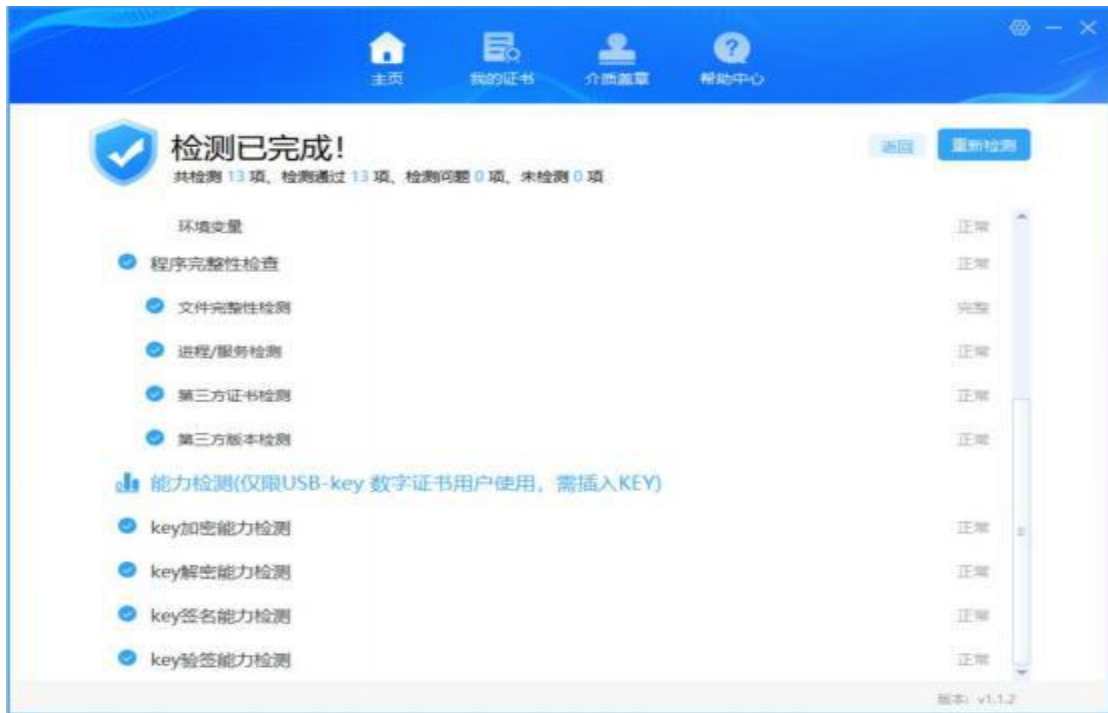 主页 我的证书 介质盖章 帮助中心
检测已完成!
返回 重新检测
共检测 13 项、检测通过 13 项、检测问题 0 项、未检测 0 项
环境变量 正常
程序完整性检查 正常
文件完整性检测 完整
进程/服务检测 正常
第三方证书检测 正常
第三方版本检测 正常
能力检测(仅限USB-key 数字证书用户使用，需插入KEY)
key加密能力检测 正常
key解密能力检测 正常
key签名能力检测 正常
key验签能力检测 正常
版本：v1.1.2